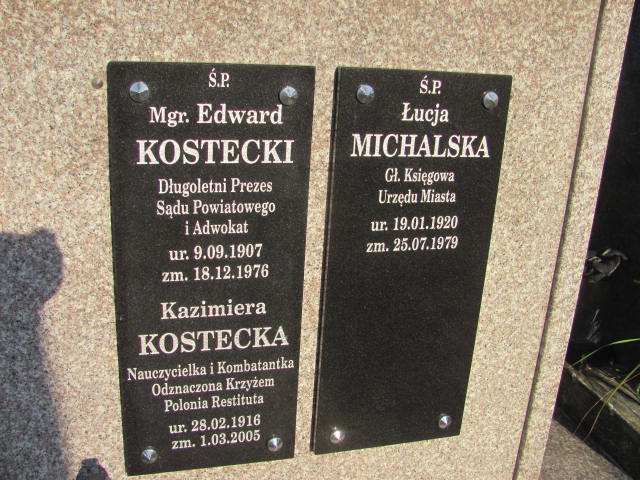 Ś.P.
Mgr. Edward
KOSTECKI
Długoletni Prezes
Sądu Powiatowego
i Adwokat
ur. 9.09.1907
zm. 18.12.1976
Kazimiera
KOSTECKA
Nauczycielka i Kombatantka
Odznaczona Krzyżem
Polonia Restituta
ur. 28.02.1916
zm. 1.03.2005
Ś.P.
Łucja
MICHALSKA
Gł. Księgowa
Urzędu Miasta
ur. 19.01.1920
zm. 25.07.1979